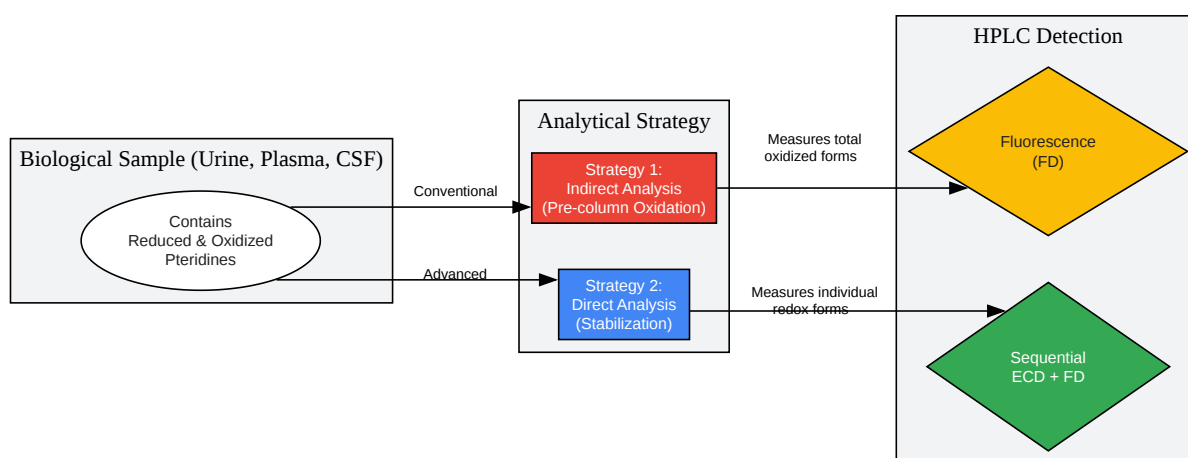 Biological Sample (Urine, Plasma, CSF)
Contains
Reduced & Oxidized
Pteridines
Conventional
Advanced
Analytical Strategy
Strategy 1:
Indirect Analysis
(Pre-column Oxidation)
Strategy 2:
Direct Analysis
(Stabilization)
Measures total
oxidized forms
Measures individual
redox forms
HPLC Detection
Fluorescence
(FD)
Sequential
ECD + FD